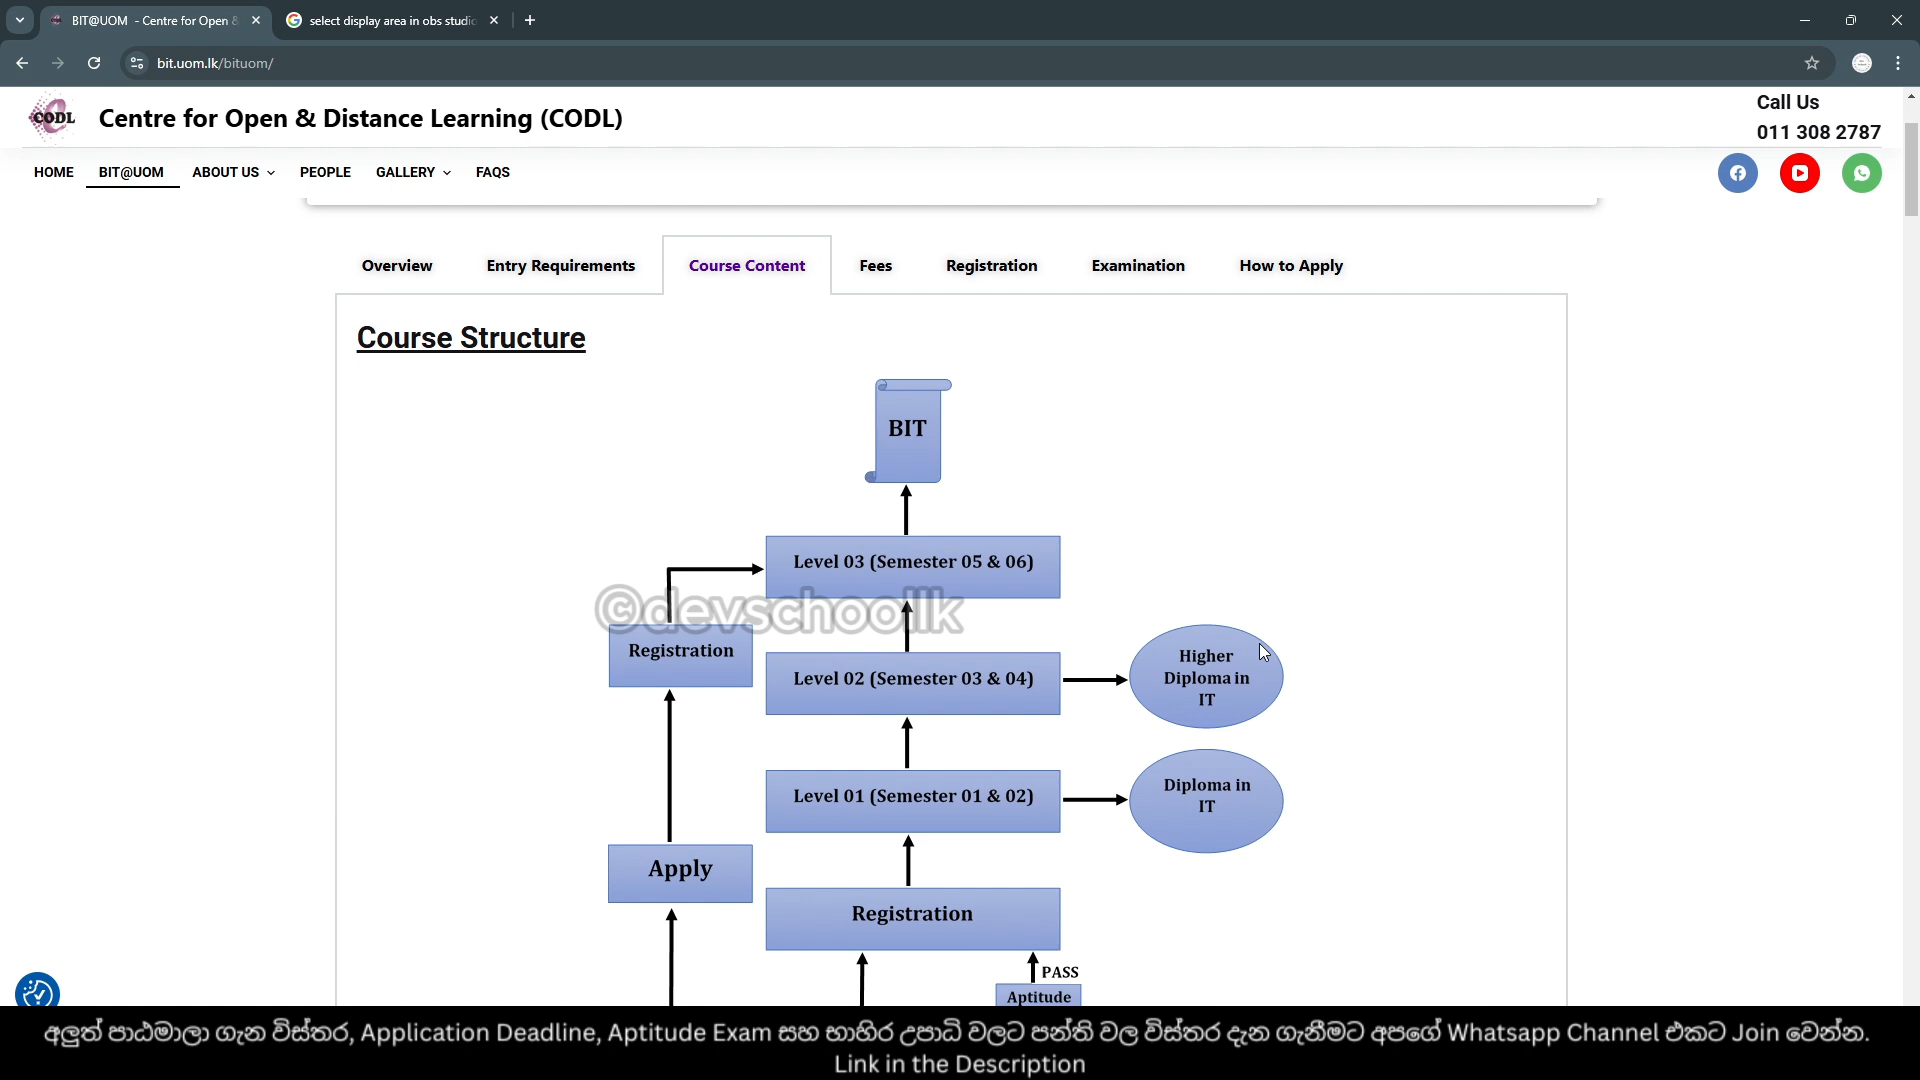 BIT@UOM - Centre for Open &
select display area in obs studio
bit.uom.lk/bituom/
CODL
Centre for Open & Distance Learning (CODL)
Call Us
011 308 2787
HOME
BIT@UOM
ABOUT US
PEOPLE
GALLERY
FAQS
Overview
Entry Requirements
Course Content
Fees
Registration
Examination
How to Apply
Course Structure
BIT
Level 03 (Semester 05 & 06)
©devschoollk
Registration
Level 02 (Semester 03 & 04)
Higher
Diploma in
IT
Level 01 (Semester 01 & 02)
Diploma in
IT
Apply
Registration
PASS
Aptitude
අලුත් පාඨමාලා ගැන විස්තර, Application Deadline, Aptitude Exam සහ භාහිර උපාධි වලට පන්ති වල විස්තර දැන ගැනීමට අපගේ Whatsapp Channel එකට Join වෙන්න.
Link in the Description